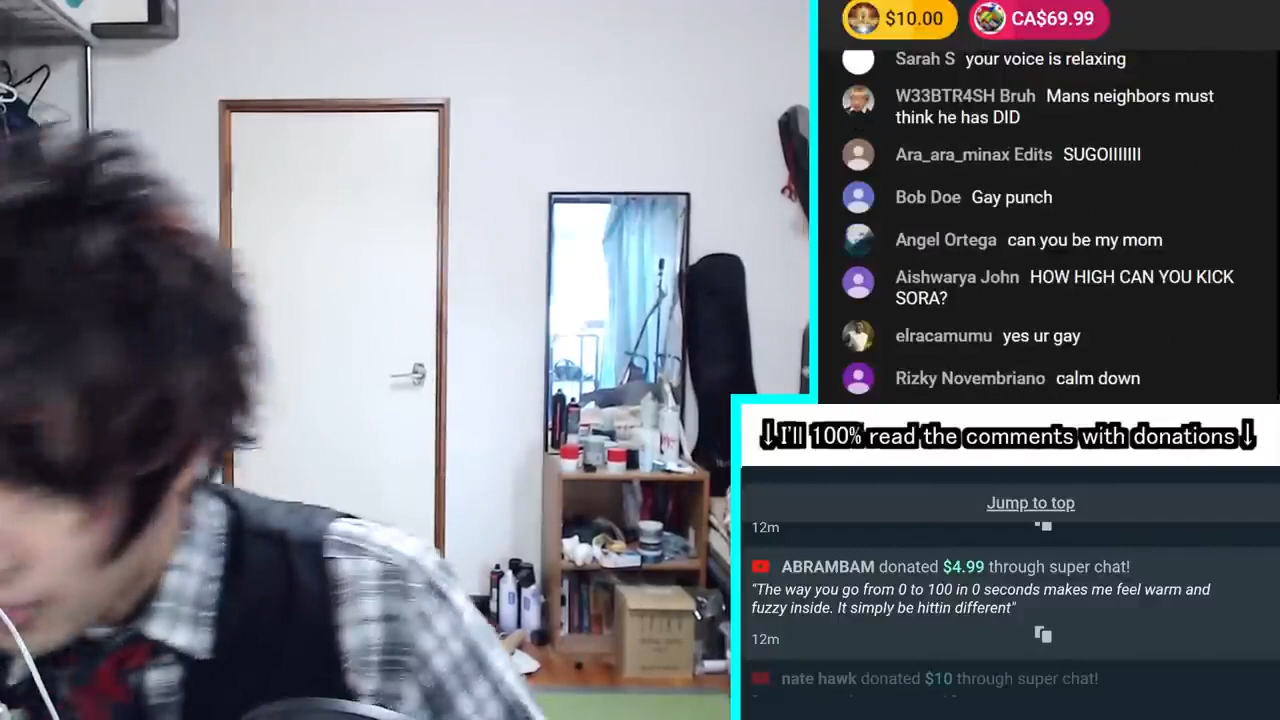 $10.00 CA$69.99
Sarah S your voice is relaxing
W33BTR4SH Bruh Mans neighbors must
think he has DID
Ara_ara_minax Edits SUGOIIIIIII
Bob Doe Gay punch
Angel Ortega can you be my mom
Aishwarya John HOW HIGH CAN YOU KICK
SORA?
elracamumu yes ur gay
Rizky Novembriano calm down
↓I'll 100% read the comments with donations↓
Jump to top
12m
ABRAMBAM donated $4.99 through super chat!
"The way you go from 0 to 100 in 0 seconds makes me feel warm and
fuzzy inside. It simply be hittin different"
12m
nate hawk donated $10 through super chat!